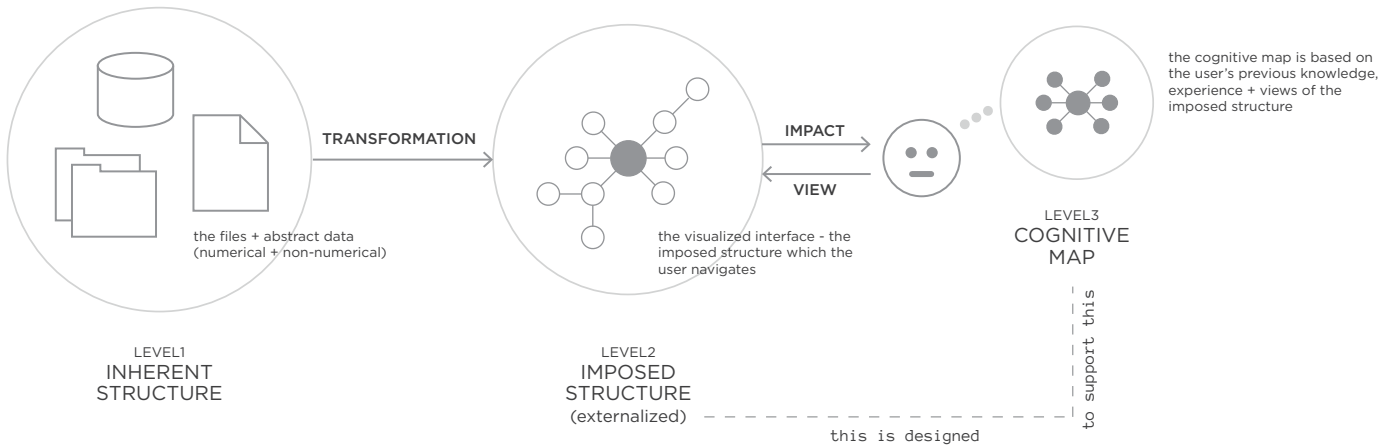 TRANSFORMATION
the files + abstract data
(numerical + non-numerical)
LEVEL1
INHERENT
STRUCTURE
the visualized interface - the
imposed structure which the
user navigates
LEVEL2
IMPOSED
STRUCTURE
(externalized)
IMPACT
VIEW
the cognitive map is based on
the user's previous knowledge,
experience + views of the
imposed structure
LEVEL3
COGNITIVE
MAP
this is designed
to support this